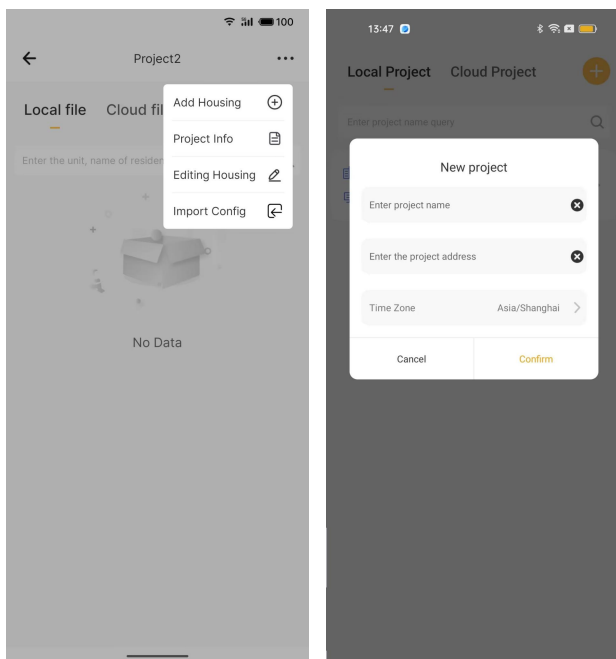 100
Project2
Local file Cloud fil
Add Housing
Project Info
Editing Housing
Import Config
Enter the unit, name of residen
No Data
13:47
Local Project Cloud Project
Enter project name query
New project
Enter project name
Enter the project address
Time Zone Asia/Shanghai
Cancel Confirm